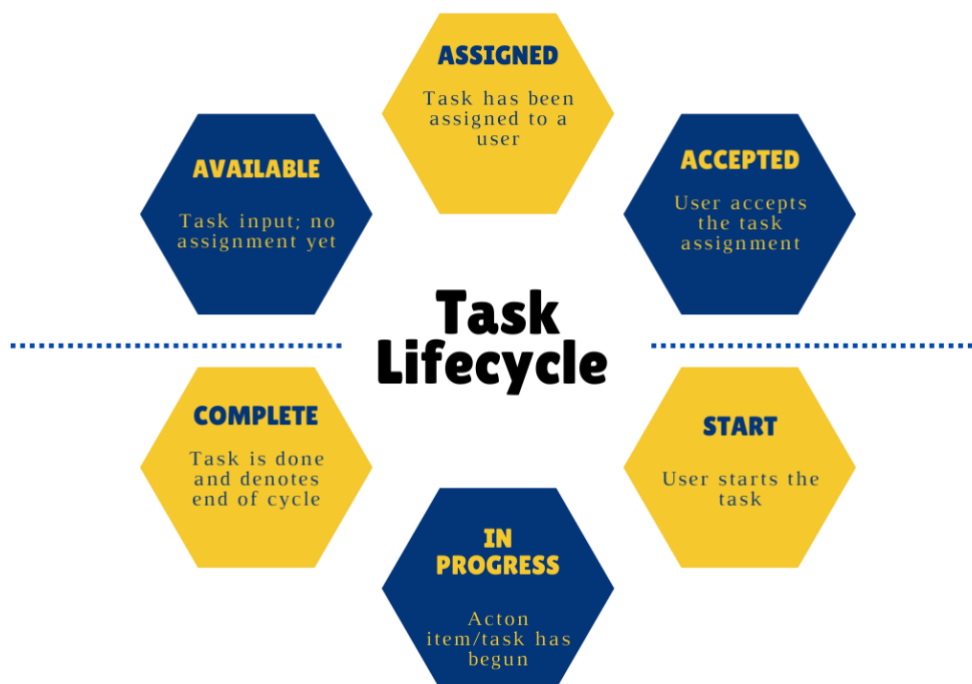 ASSIGNED
Task has been
assigned to a
user
AVAILABLE
Task input; no
assignment yet
ACCEPTED
User accepts
the task
assignment
Task
Lifecycle
COMPLETE
Task is done
and denotes
end of cycle
START
User starts the
task
IN
PROGRESS
Acton
item/task has
begun